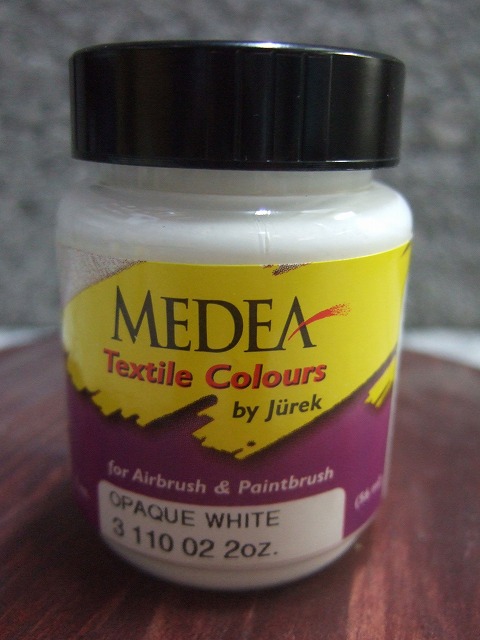 MEDEA
Textile Colours
by Jürek
for Airbrush & Paintbrush
OPAQUE WHITE
3 110 02 2oz.